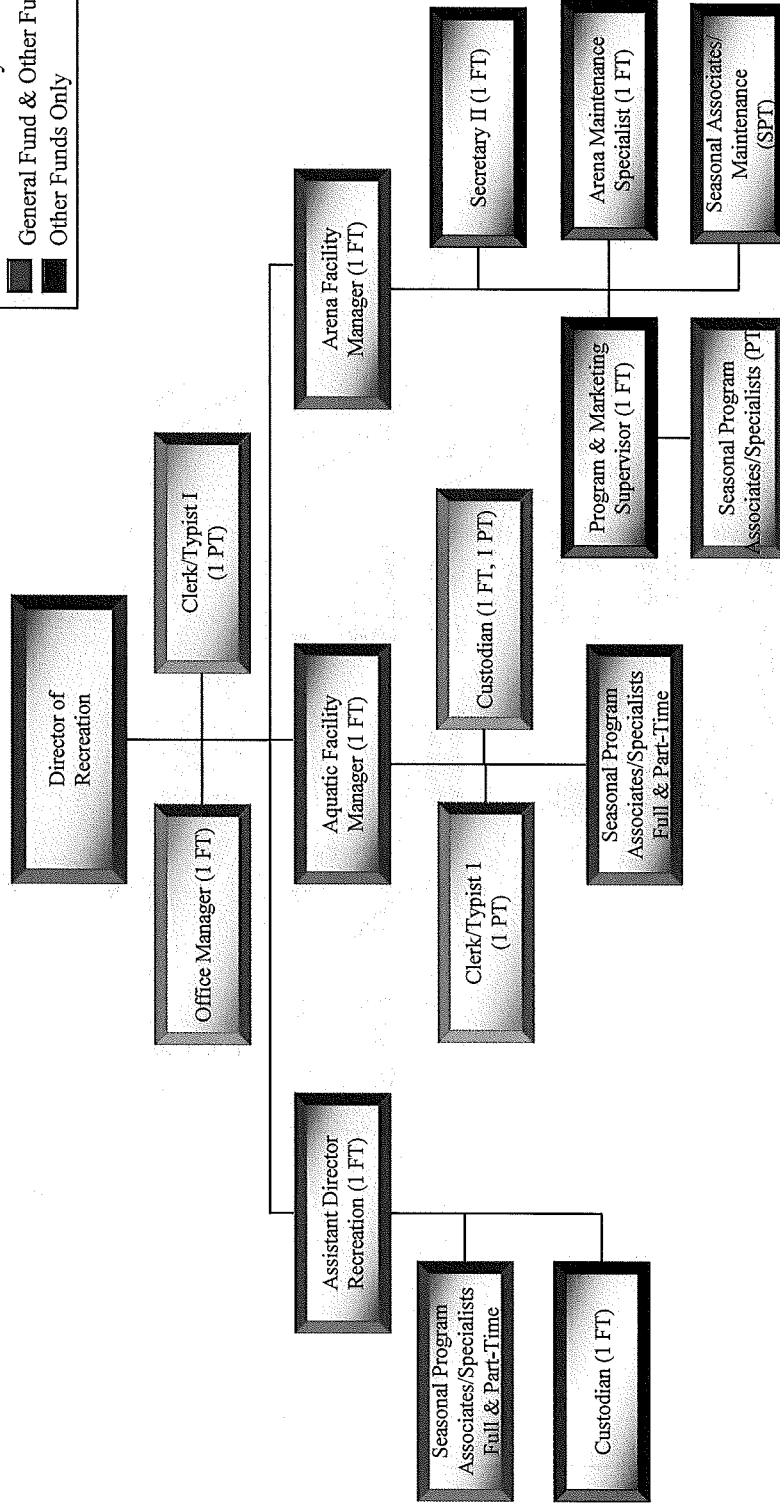 General Fund & Other Fu
Other Funds Only
Director of
Recreation
Office Manager (1 FT)
Clerk/Typist I
(1 PT)
Assistant Director
Recreation (1 FT)
Aquatic Facility
Manager (1 FT)
Arena Facility
Manager (1 FT)
Seasonal Program
Associates/Specialists
Full & Part-Time
Custodian (1 FT)
Clerk/Typist 1
(1 PT)
Custodian (1 FT, 1 PT)
Seasonal Program
Associates/Specialists
Full & Part-Time
Secretary II (1 FT)
Program & Marketing
Supervisor (1 FT)
Arena Maintenance
Specialist (1 FT)
Seasonal Program
Associates/Specialists (PT)
Seasonal Associates/
Maintenance
(SPT)